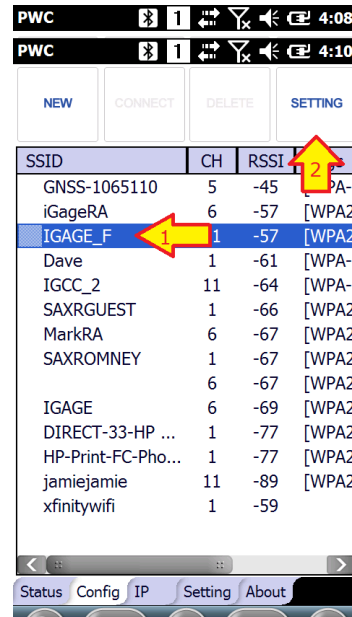 PWC 1 4:08
PWC 1 4:10
NEW CONNECT DELETE SETTING
SSID CH RSSI
GNSS-1065110 5 -45 [WPA-
iGageRA 6 -57 [WPA2
IGAGE_F 1 1 -57 [WPA2
Dave 1 -61 [WPA-
IGCC_2 11 -64 [WPA-
SAXRGUEST 1 -66 [WPA2
MarkRA 6 -67 [WPA2
SAXROMNEY 1 -67 [WPA2
6 -67 [WPA2
IGAGE 6 -69 [WPA2
DIRECT-33-HP ... 1 -77 [WPA2
HP-Print-FC-Pho... 1 -77 [WPA2
jamiejamie 11 -89 [WPA2
xfinitywifi 1 -59
2
Status Config IP Setting About